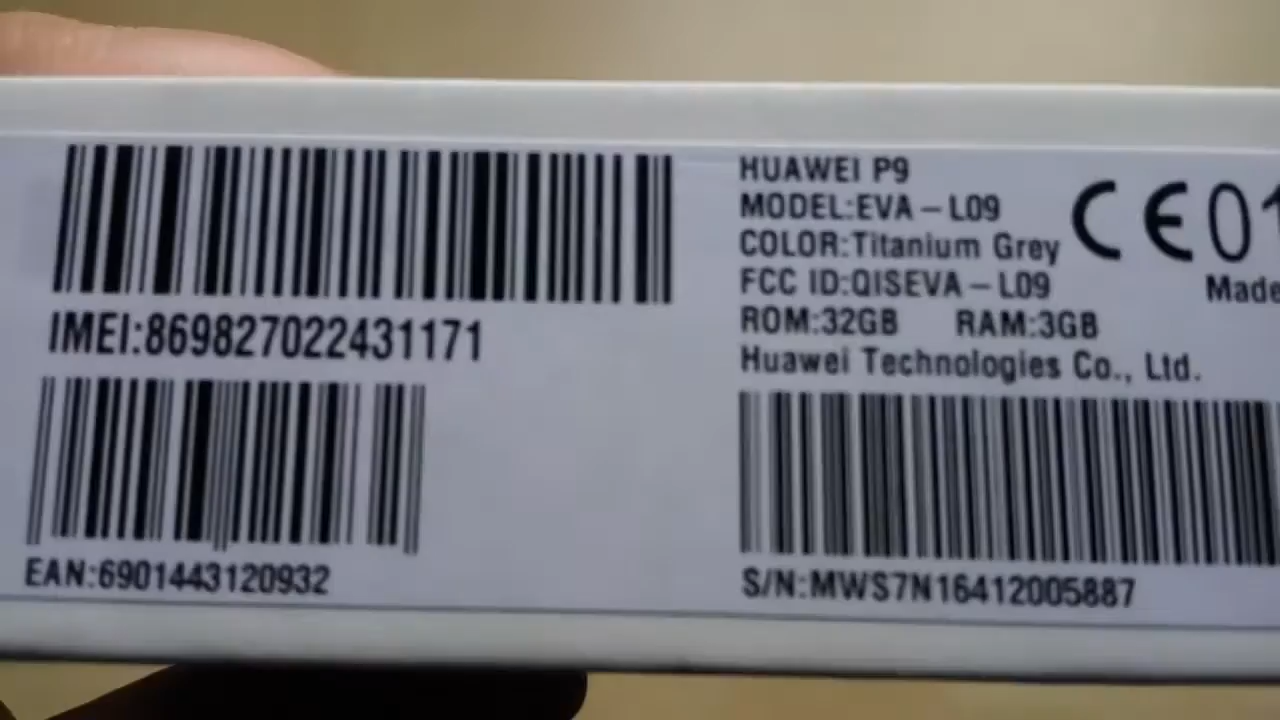 IMEI:869827022431171
EAN:6901443120932
HUAWEI P9
MODEL:EVA-L09
COLOR:Titanium Grey
FCC ID:QISEVA-L09
ROM:32GB RAM:3GB
Huawei Technologies Co., Ltd.
S/N:MWS7N16412005887
CE01
Made